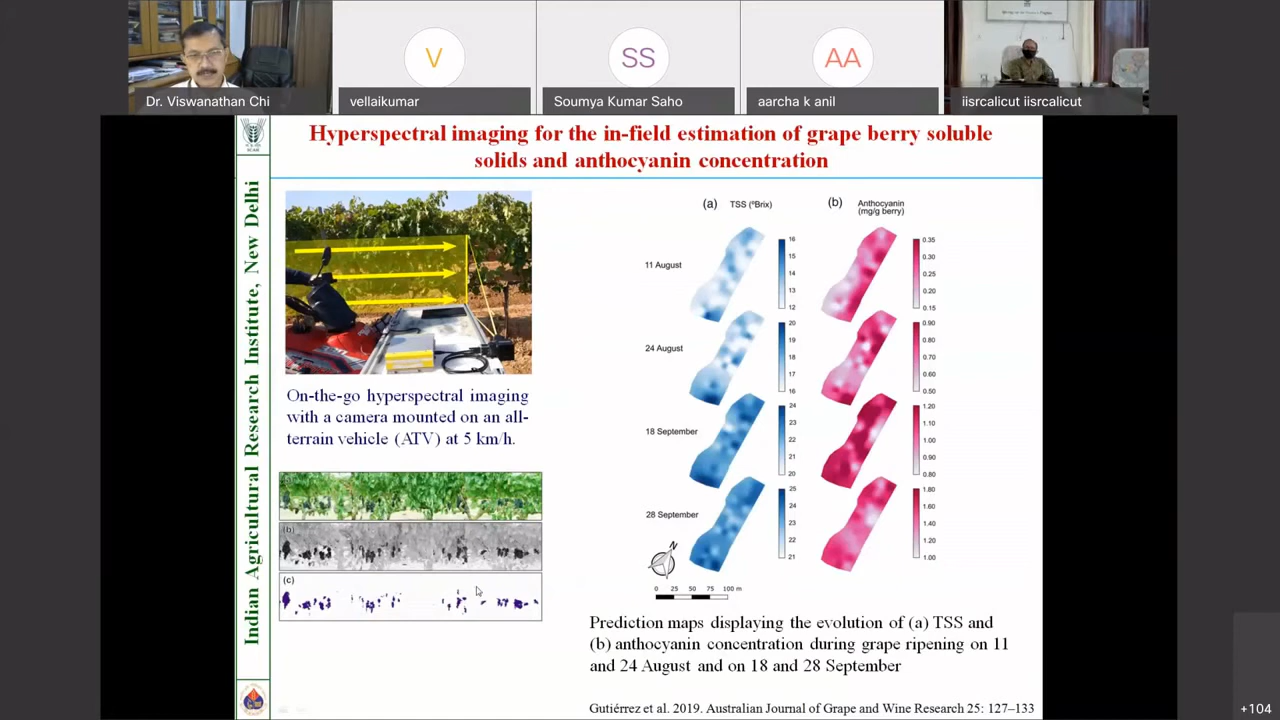 Dr. Viswanathan Chi
vellaikumar
Soumya Kumar Saho
aarcha k anil
iisrcalicut iisrcalicut
V
SS
AA
Hyperspectral imaging for the in-field estimation of grape berry soluble
solids and anthocyanin concentration
Indian Agricultural Research Institute, New Delhi
On-the-go hyperspectral imaging
with a camera mounted on an all-
terrain vehicle (ATV) at 5 km/h.
(b)
(c)
(a) TSS (ºBrix)
(b) Anthocyanin
(mg/g berry)
11 August
16
15
14
13
12
0.35
0.30
0.25
0.20
0.15
24 August
20
19
18
17
16
0.90
0.80
0.70
0.60
0.50
18 September
24
23
22
21
20
1.20
1.10
1.00
0.90
0.80
28 September
25
24
23
22
21
1.80
1.60
1.40
1.20
1.00
N
0 25 50 75 100 m
Prediction maps displaying the evolution of (a) TSS and
(b) anthocyanin concentration during grape ripening on 11
and 24 August and on 18 and 28 September
Gutiérrez et al. 2019. Australian Journal of Grape and Wine Research 25: 127–133
+104